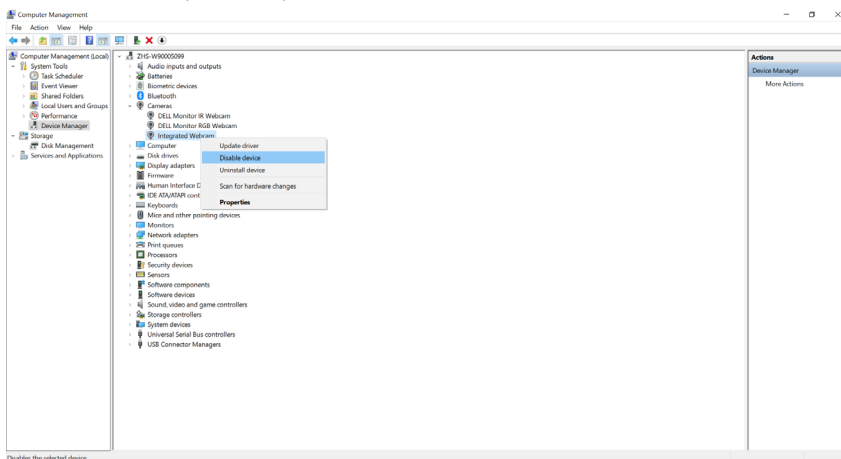 Computer Management
File Action View Help
Computer Management (Local)
System Tools
Task Scheduler
Event Viewer
Shared Folders
Local Users and Groups
Performance
Device Manager
Storage
Disk Management
Services and Applications
ZHS-W90005099
Audio inputs and outputs
Batteries
Biometric devices
Bluetooth
Cameras
DELL Monitor IR Webcam
DELL Monitor RGB Webcam
Integrated Webcam
Computer
Disk drives
Display adapters
Firmware
Human Interface D
IDE ATA/ATAPI cont
Keyboards
Mice and other pointing devices
Monitors
Network adapters
Print queues
Processors
Security devices
Sensors
Software components
Software devices
Sound, video and game controllers
Storage controllers
System devices
Universal Serial Bus controllers
USB Connector Managers
Update driver
Disable device
Uninstall device
Scan for hardware changes
Properties
Actions
Device Manager
More Actions
Disables the selected device.